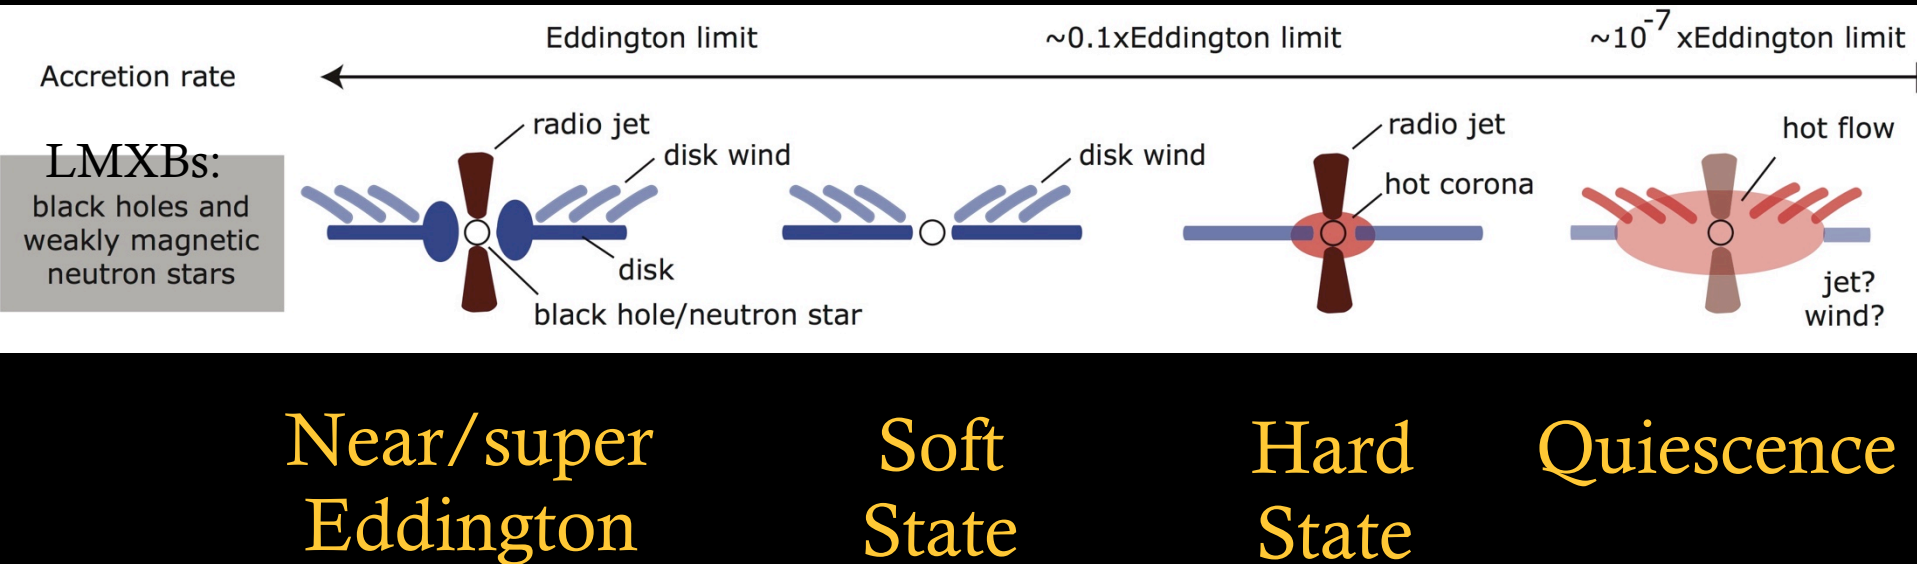 Eddington limit
~0.1xEddington limit
~10⁻⁷ xEddington limit
Accretion rate
LMXBs:
black holes and
weakly magnetic
neutron stars
radio jet
disk wind
disk
black hole/neutron star
disk wind
radio jet
hot corona
hot flow
jet?
wind?
Near/super
Eddington
Soft
State
Hard
State
Quiescence